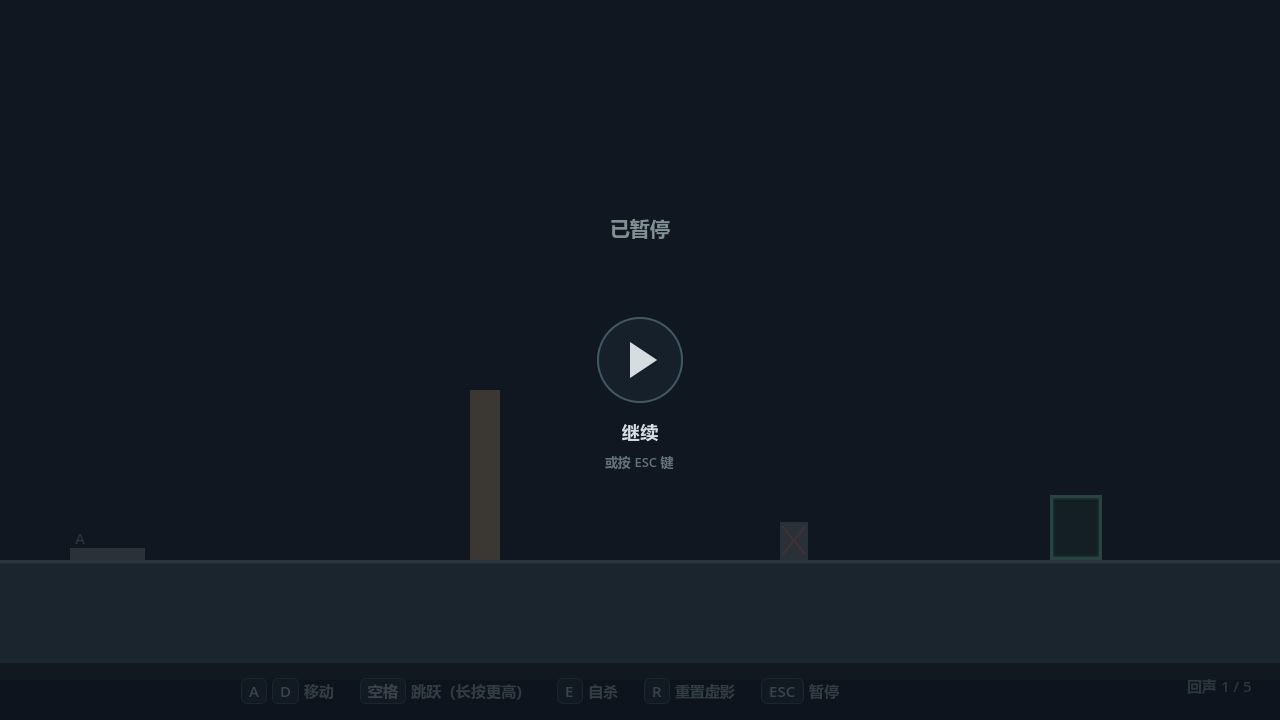 已暂停
继续
或按 ESC 键
A
A D 移动 空格 跳跃（长按更高） E 自杀 R 重置虚影 ESC 暂停
回声 1 / 5